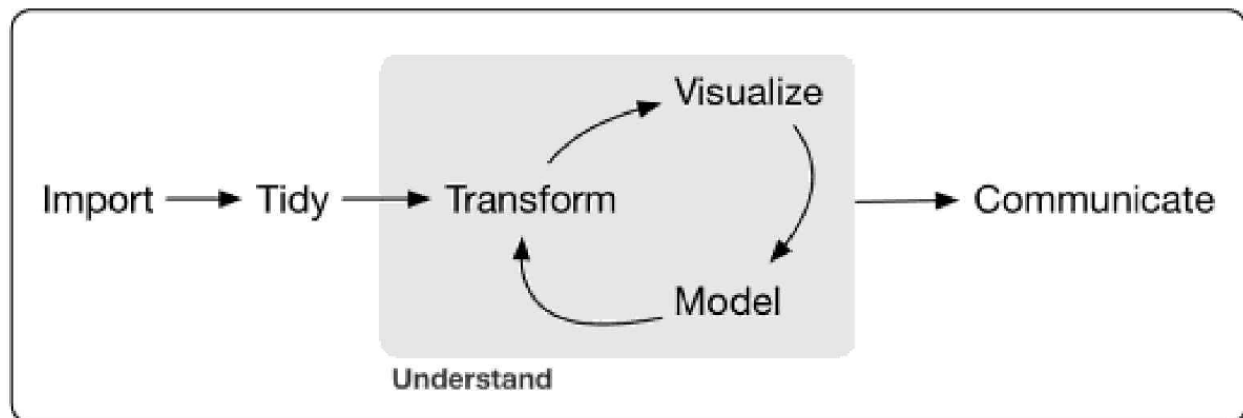 Visualize
Import
Tidy
Transform
Communicate
Model
Understand